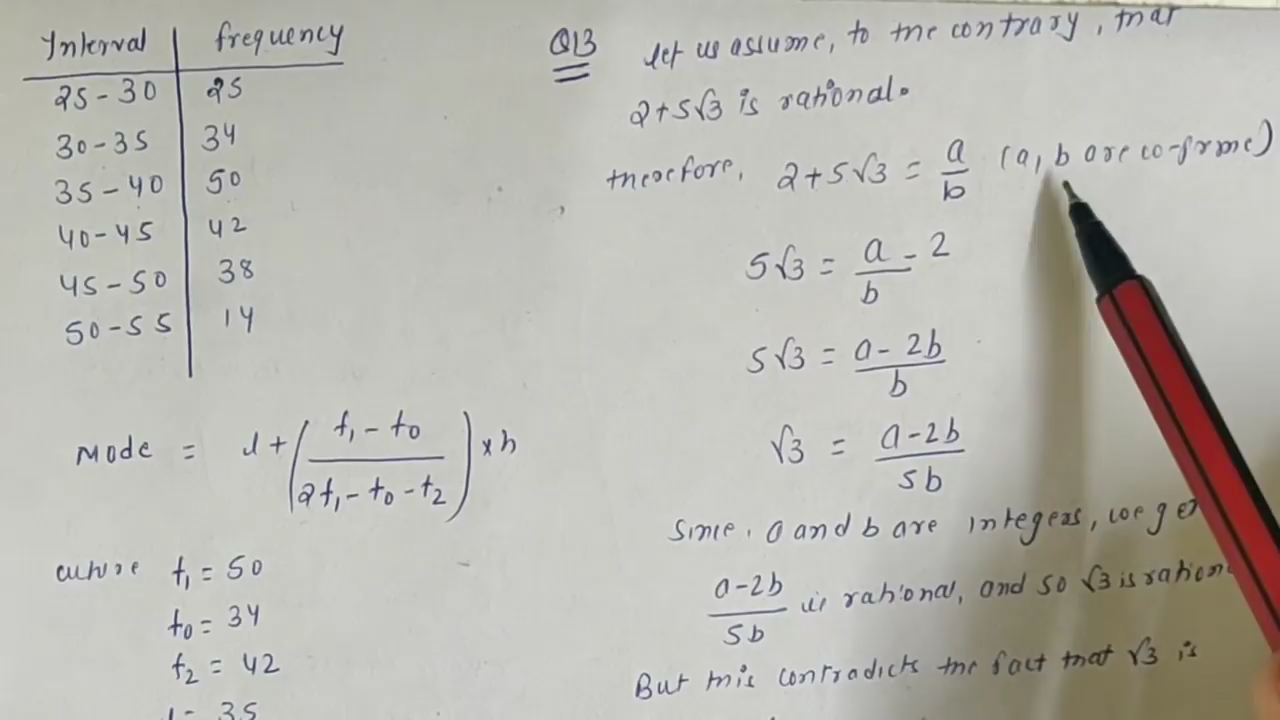 Interval frequency
25-30 25
30-35 34
35-40 50
40-45 42
45-50 38
50-55 14
Mode = l + ( f₁ - f₀ / 2f₁ - f₀ - f₂ ) × h
where f₁ = 50
f₀ = 34
f₂ = 42
l = 35
Q13 let us assume, to the contrary, that
2+5√3 is rational.
therefore, 2+5√3 = a/b (a, b are co-prime)
5√3 = a/b - 2
5√3 = a-2b/b
√3 = a-2b/5b
Since, a and b are integers, we get
a-2b/5b is rational, and so √3 is
But this contradicts the fact that √3 is